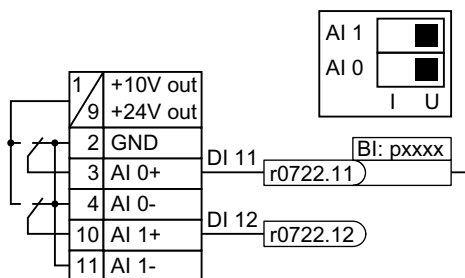 AI 1
AI 0
I U
1 +10V out
9 +24V out
2 GND
3 AI 0+
4 AI 0-
10 AI 1+
11 AI 1-
DI 11
r0722.11
BI: pxxxx
DI 12
r0722.12